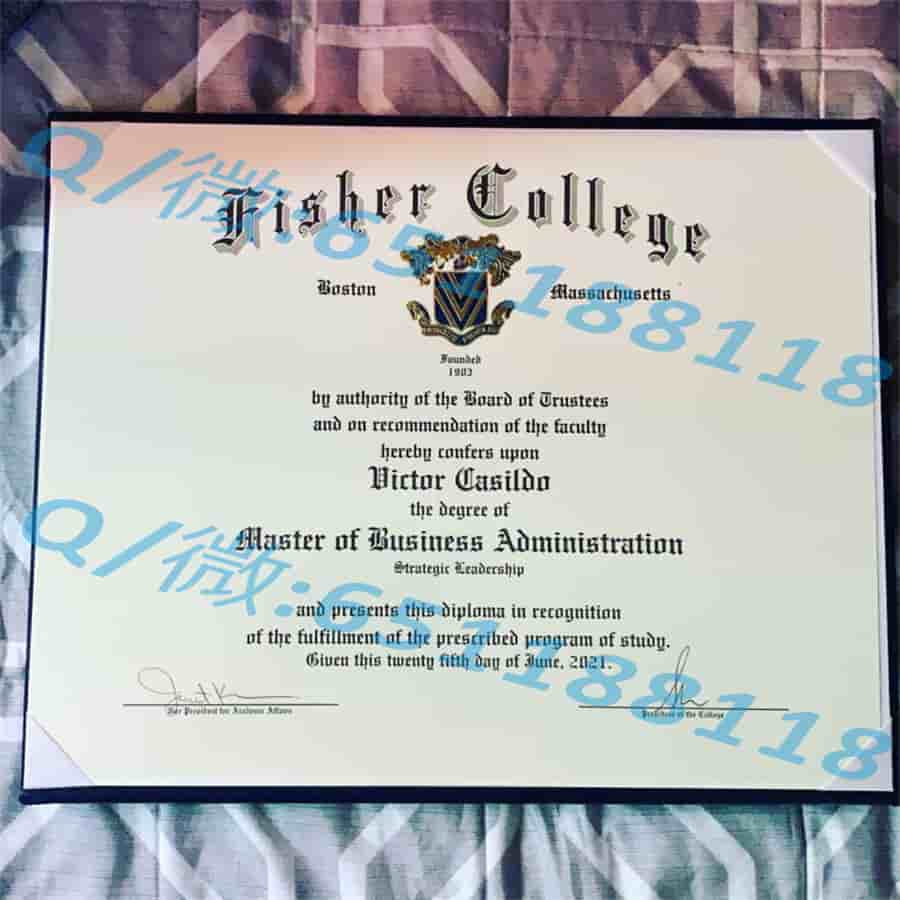 Fisher College
Boston Massachusetts
Founded
1903
by authority of the Board of Trustees
and on recommendation of the faculty
hereby confers upon
Victor Casildo
the degree of
Master of Business Administration
Strategic Leadership
and presents this diploma in recognition
of the fulfillment of the prescribed program of study.
Given this twenty fifth day of June, 2021.
Vice President for Academic Affairs
President of the College
Q/微:651188118
Q/微:651188118